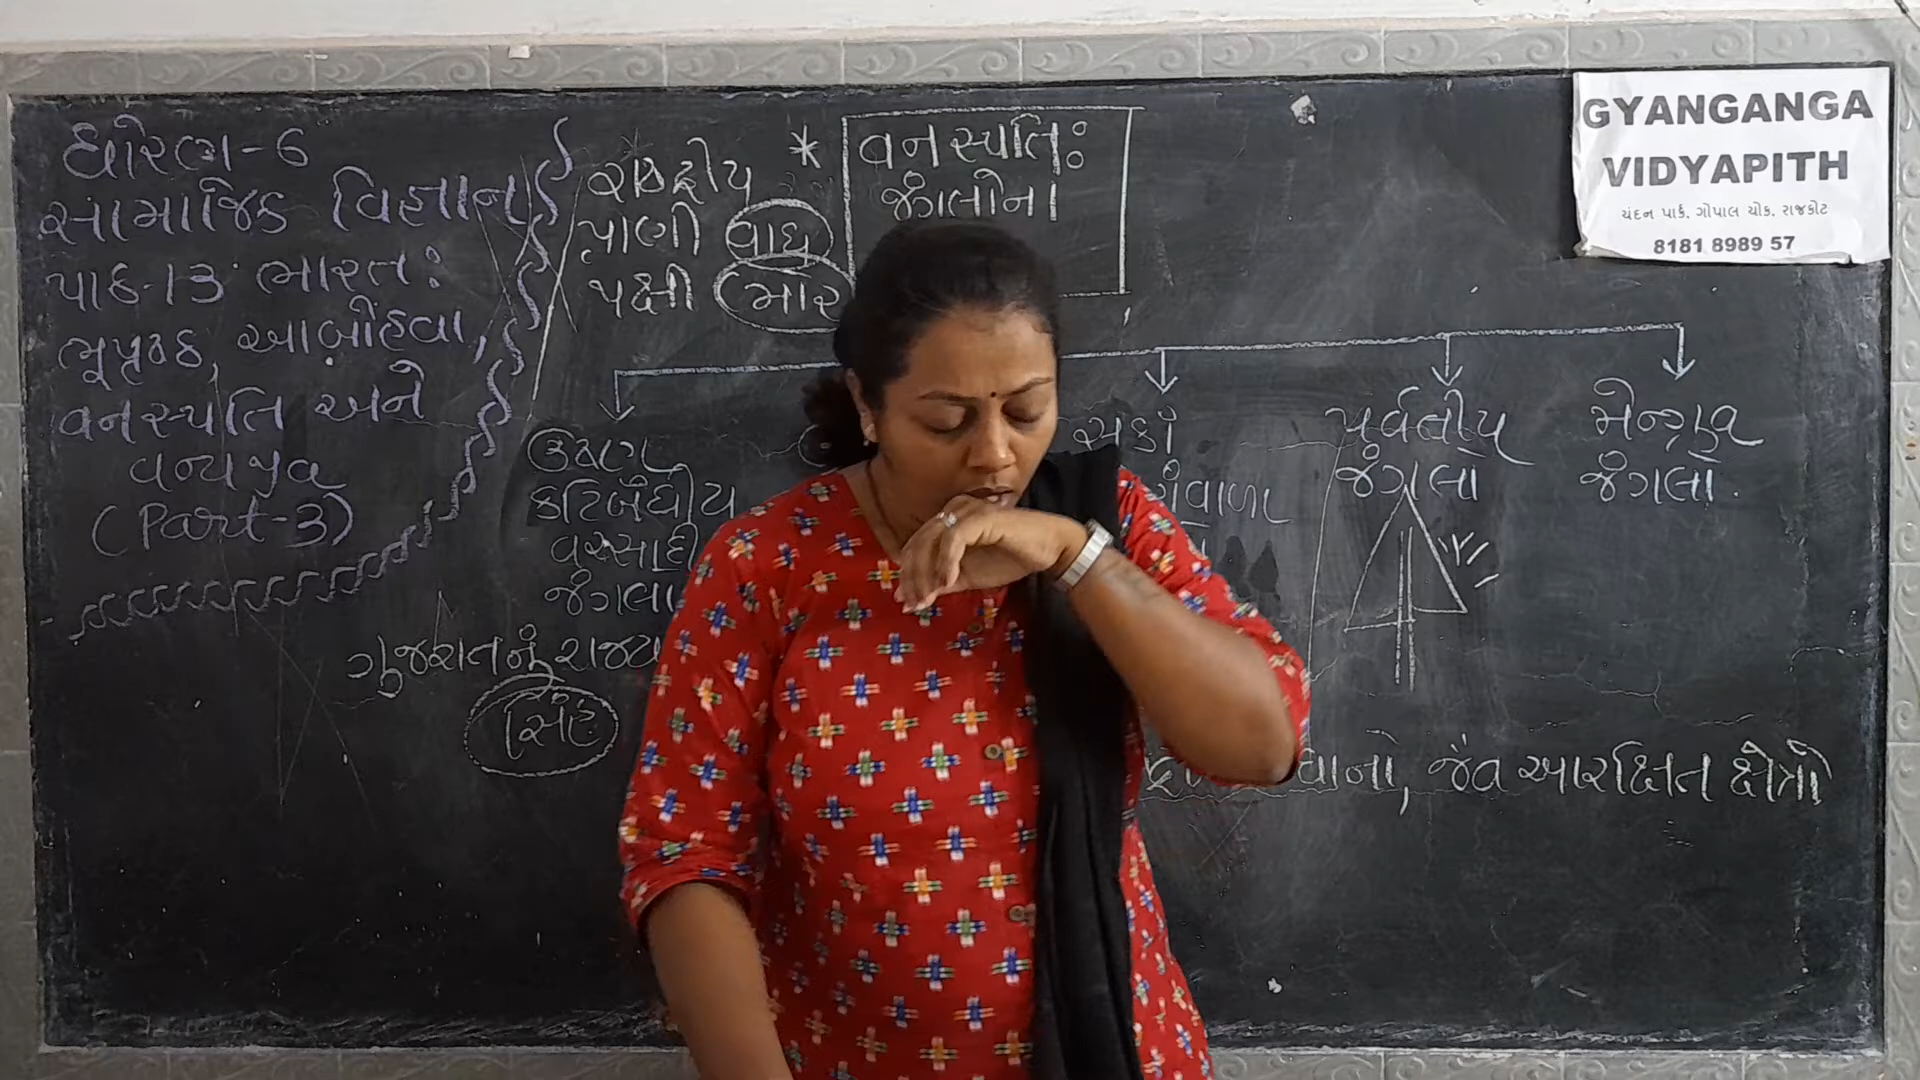 ધોરણ-6
સામાજિક વિજ્ઞાન
પાઠ-13 ભારત:
ભૂપૃષ્ઠ, આબોહવા,
વનસ્પતિ અને
વન્યજીવ
(Part-3)
રાષ્ટ્રીય
પ્રાણી વાઘ
પક્ષી મોર
* વનસ્પતિ:
જંગલોના
ઉષ્ણ
કટિબંધીય
વરસાદી
જંગલો
પર્વતીય
જંગલો
મેન્ગ્રુવ
જંગલો.
ગુજરાતનું રાજ્ય
સિંહ
જૈવ આરક્ષિત ક્ષેત્રો
GYANGANGA
VIDYAPITH
ચંદન પાર્ક. ગોપાલ ચોક. રાજકોટ
8181 8989 57